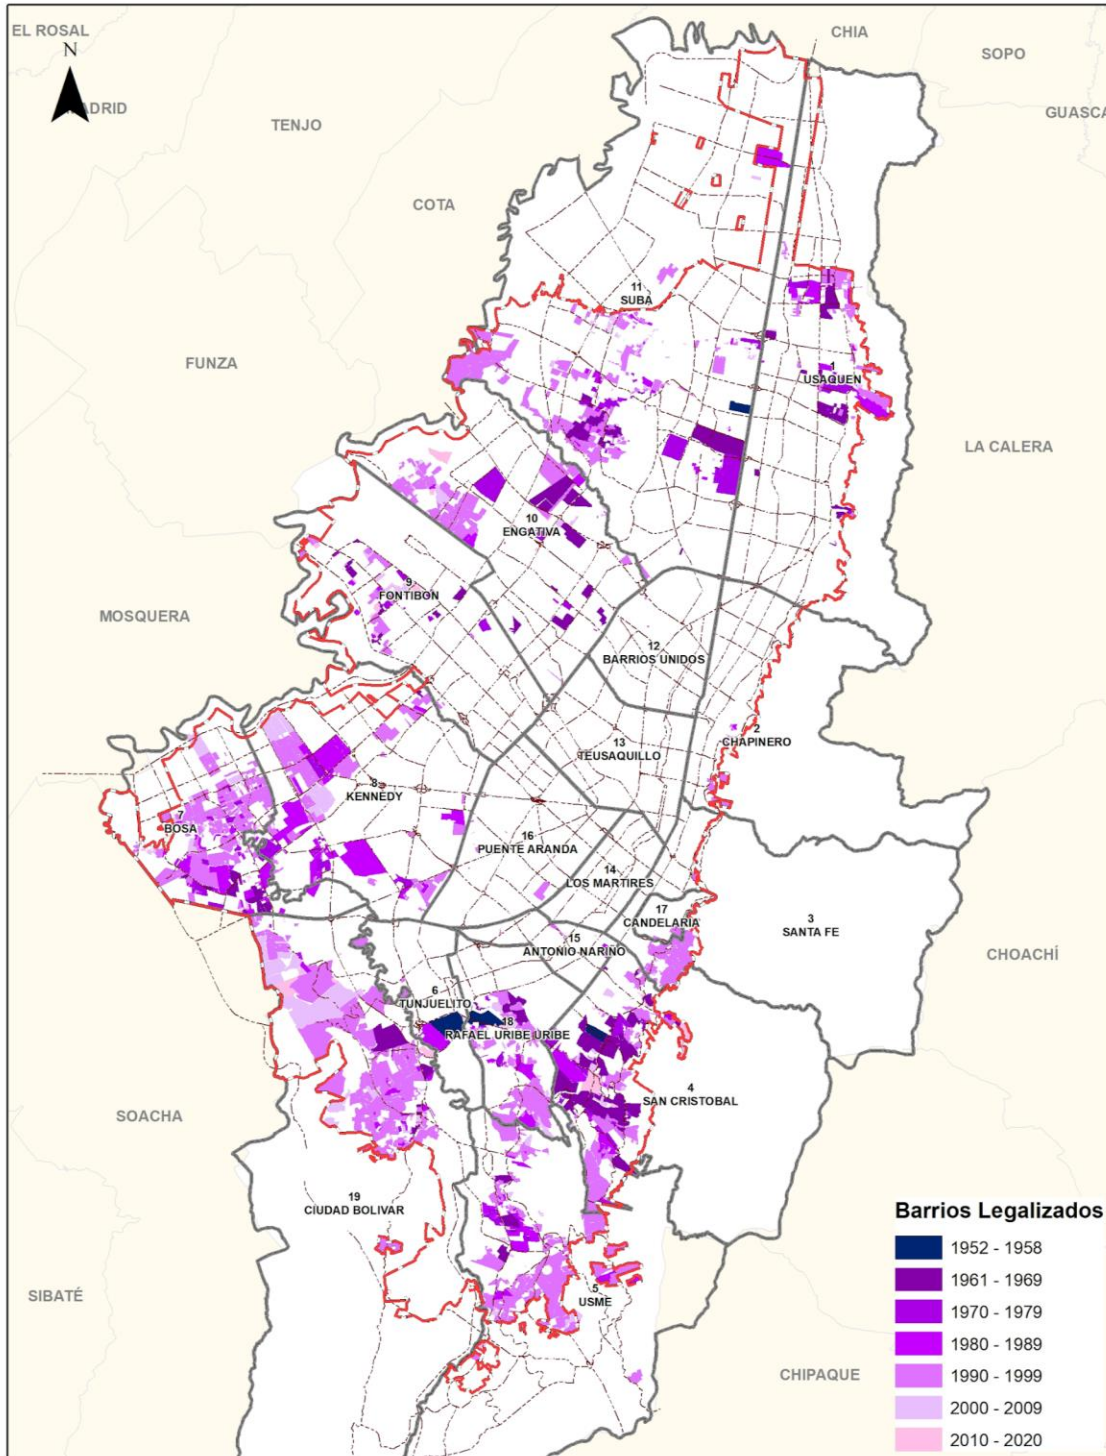 EL ROSAL
CHIA
SOPO
N
ADRID
GUASCA
TENJO
COTA
11
SUBA
FUNZA
1
USAQUEN
LA CALERA
10
ENGATIVA
9
FONTIBON
MOSQUERA
12
BARRIOS UNIDOS
2
CHAPINERO
13
TEUSAQUILLO
8
KENNEDY
7
BOSA
16
PUENTE ARANDA
14
LOS MARTIRES
17
CANDELARIA
3
SANTA FE
15
ANTONIO NARIÑO
CHOACHÍ
6
TUNJUELITO
18
RAFAEL URIBE URIBE
4
SAN CRISTOBAL
SOACHA
19
CIUDAD BOLIVAR
Barrios Legalizados
1952 - 1958
1961 - 1969
1970 - 1979
1980 - 1989
1990 - 1999
2000 - 2009
2010 - 2020
5
USME
SIBATÉ
CHIPAQUE